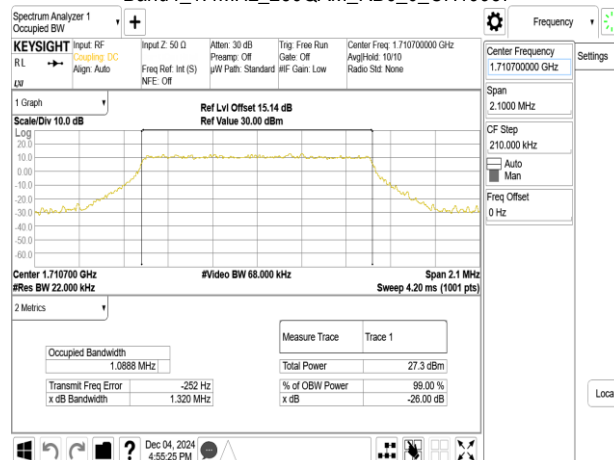 Spectrum Analyzer 1
Occupied BW
Frequency
Settings
KEYSIGHT
RL
Align: Auto
Input: RF
Coupling: DC
Input Z: 50 Ω
Freq Ref: Int (S)
NFE: Off
Atten: 30 dB
Preamp: Off
µW Path: Standard
Trig: Free Run
Gate: Off
#IF Gain: Low
Center Freq: 1.710700000 GHz
Avg|Hold: 10/10
Radio Std: None
Center Frequency
1.710700000 GHz
Span
2.1000 MHz
CF Step
210.000 kHz
Auto
Man
Freq Offset
0 Hz
1 Graph
Scale/Div 10.0 dB
Ref Lvl Offset 15.14 dB
Ref Value 30.00 dBm
Log
20.0
10.0
0.00
-10.0
-20.0
-30.0
-40.0
-50.0
-60.0
Center 1.710700 GHz
#Res BW 22.000 kHz
#Video BW 68.000 kHz
Span 2.1 MHz
Sweep 4.20 ms (1001 pts)
2 Metrics
Measure Trace Trace 1
Occupied Bandwidth
1.0888 MHz
Total Power 27.3 dBm
Transmit Freq Error -252 Hz
% of OBW Power 99.00 %
x dB Bandwidth 1.320 MHz
x dB -26.00 dB
Loca
?
Dec 04, 2024
4:55:25 PM